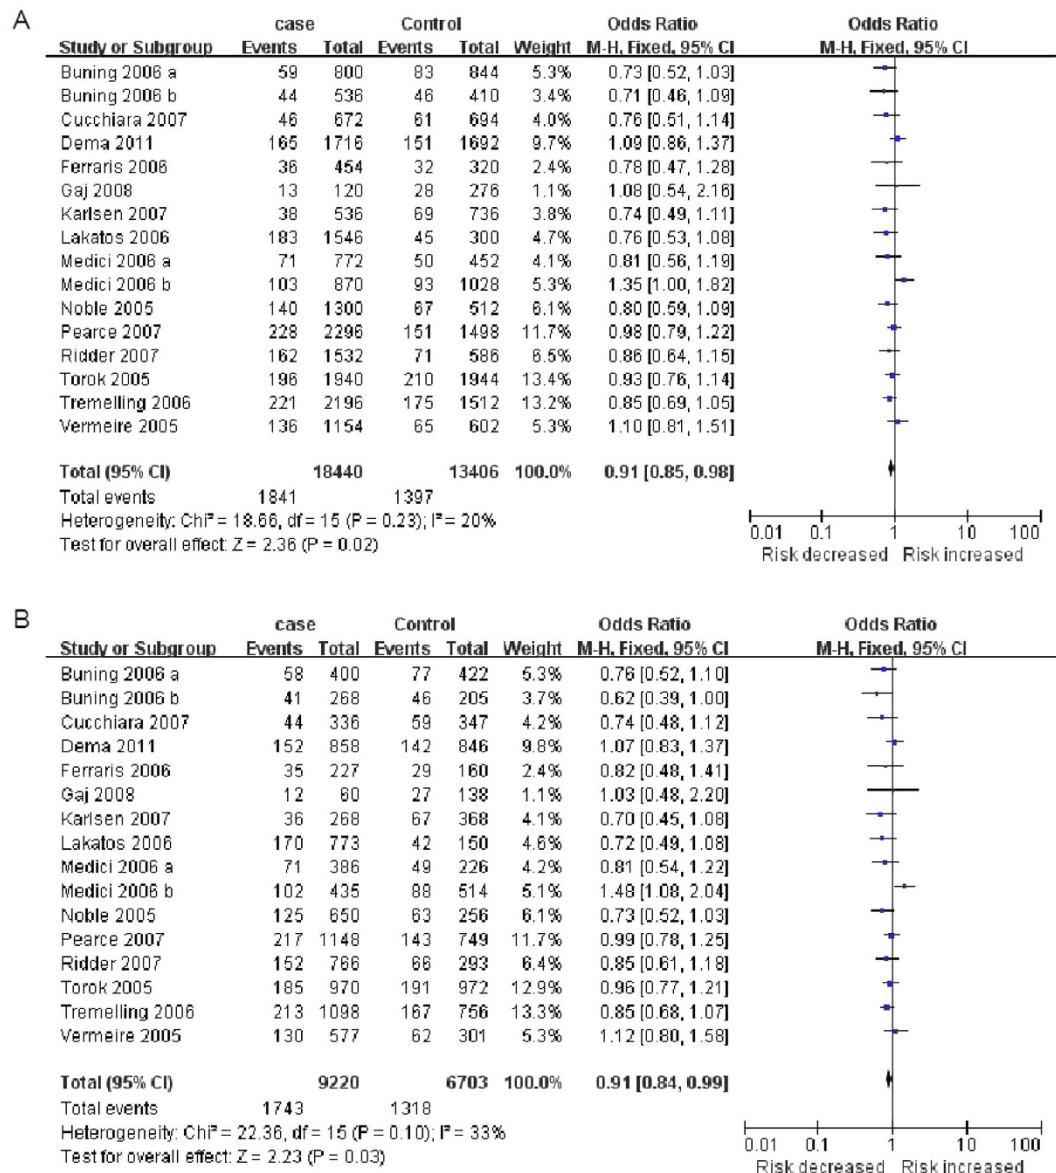 A
case Control Odds Ratio Odds Ratio
Study or Subgroup Events Total Events Total Weight M-H, Fixed, 95% CI M-H, Fixed, 95% CI
Buning 2006 a 59 800 83 844 5.3% 0.73 [0.52, 1.03]
Buning 2006 b 44 536 46 410 3.4% 0.71 [0.46, 1.09]
Cucchiara 2007 46 672 61 694 4.0% 0.76 [0.51, 1.14]
Dema 2011 165 1716 151 1692 9.7% 1.09 [0.86, 1.37]
Ferraris 2006 36 454 32 320 2.4% 0.78 [0.47, 1.28]
Gaj 2008 13 120 28 276 1.1% 1.08 [0.54, 2.16]
Karlsen 2007 38 536 69 736 3.8% 0.74 [0.49, 1.11]
Lakatos 2006 183 1546 45 300 4.7% 0.76 [0.53, 1.08]
Medici 2006 a 71 772 50 452 4.1% 0.81 [0.56, 1.19]
Medici 2006 b 103 870 93 1028 5.3% 1.35 [1.00, 1.82]
Noble 2005 140 1300 67 512 6.1% 0.80 [0.59, 1.09]
Pearce 2007 228 2296 151 1498 11.7% 0.98 [0.79, 1.22]
Ridder 2007 162 1532 71 586 6.5% 0.86 [0.64, 1.15]
Torok 2005 196 1940 210 1944 13.4% 0.93 [0.76, 1.14]
Tremelling 2006 221 2196 175 1512 13.2% 0.85 [0.69, 1.05]
Vermeire 2005 136 1154 65 602 5.3% 1.10 [0.81, 1.51]
Total (95% CI) 18440 13406 100.0% 0.91 [0.85, 0.98]
Total events 1841 1397
Heterogeneity: Chi² = 18.66, df = 15 (P = 0.23); I² = 20%
Test for overall effect: Z = 2.36 (P = 0.02)
0.01 0.1 1 10 100
Risk decreased Risk increased
B
case Control Odds Ratio Odds Ratio
Study or Subgroup Events Total Events Total Weight M-H, Fixed, 95% CI M-H, Fixed, 95% CI
Buning 2006 a 58 400 77 422 5.3% 0.76 [0.52, 1.10]
Buning 2006 b 41 268 46 205 3.7% 0.62 [0.39, 1.00]
Cucchiara 2007 44 336 59 347 4.2% 0.74 [0.48, 1.12]
Dema 2011 152 858 142 846 9.8% 1.07 [0.83, 1.37]
Ferraris 2006 35 227 29 160 2.4% 0.82 [0.48, 1.41]
Gaj 2008 12 60 27 138 1.1% 1.03 [0.48, 2.20]
Karlsen 2007 36 268 67 368 4.0% 0.70 [0.45, 1.08]
Lakatos 2006 170 773 42 150 4.6% 0.72 [0.49, 1.08]
Medici 2006 a 71 386 49 226 4.2% 0.81 [0.54, 1.22]
Medici 2006 b 102 435 88 514 5.1% 1.48 [1.08, 2.04]
Noble 2005 125 650 63 256 6.1% 0.73 [0.52, 1.03]
Pearce 2007 217 1148 143 749 11.7% 0.99 [0.78, 1.25]
Ridder 2007 152 766 66 293 6.4% 0.85 [0.61, 1.18]
Torok 2005 185 970 191 972 12.9% 0.96 [0.77, 1.21]
Tremelling 2006 213 1098 167 756 13.3% 0.85 [0.68, 1.07]
Vermeire 2005 130 577 62 301 5.3% 1.12 [0.80, 1.58]
Total (95% CI) 9220 6703 100.0% 0.91 [0.84, 0.99]
Total events 1743 1318
Heterogeneity: Chi² = 22.36, df = 15 (P = 0.10); I² = 33%
Test for overall effect: Z = 2.23 (P = 0.03)
0.01 0.1 1 10 100
Risk decreased Risk increased